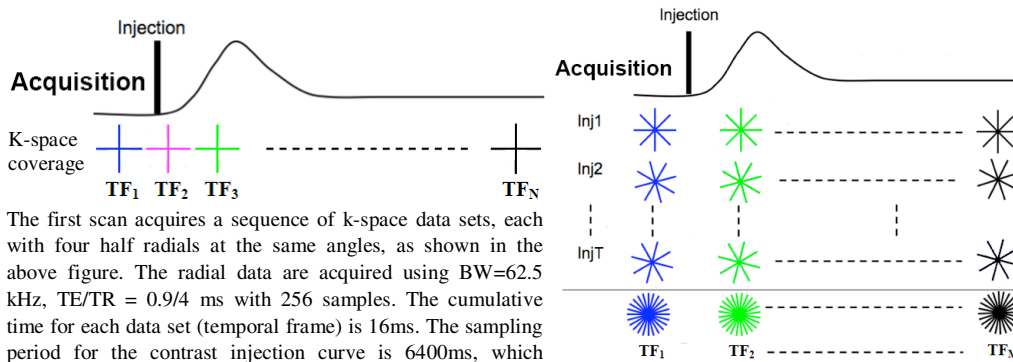 Injection
Acquisition
K-space
coverage
TF1 TF2 TF3 TFN
The first scan acquires a sequence of k-space data sets, each
with four half radials at the same angles, as shown in the
above figure. The radial data are acquired using BW=62.5
kHz, TE/TR = 0.9/4 ms with 256 samples. The cumulative
time for each data set (temporal frame) is 16ms. The sampling
period for the contrast injection curve is 6400ms, which
Injection
Acquisition
Inj1
Inj2
InjT
TF1 TF2 TFN